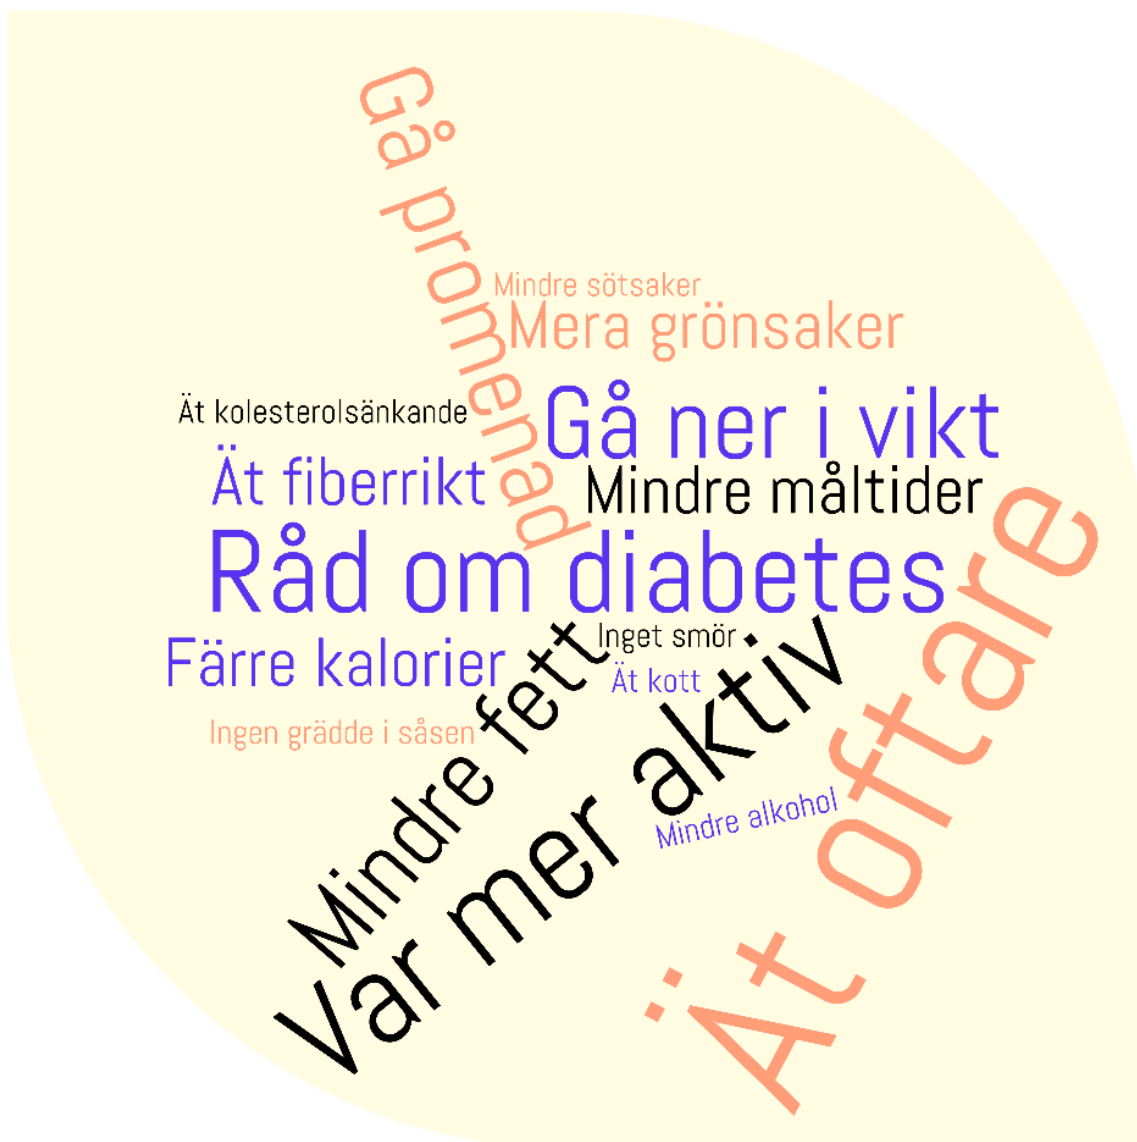 Gå promenad
Mindre sötsaker
Mera grönsaker
Gå ner i vikt
Ät kolesterolsänkande
Ät fiberrikt
Mindre måltider
Råd om diabetes
Ät oftare
Inget smör
Färre kalorier
Ät kott
Ingen grädde i såsen
Mindre fett
Var mer aktiv
Mindre alkohol